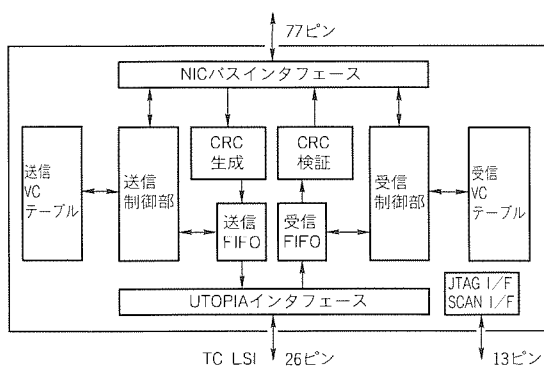 77ピン
NICバスインタフェース
送信
VC
テーブル
送信
制御部
CRC
生成
CRC
検証
受信
制御部
受信
VC
テーブル
送信
FIFO
受信
FIFO
JTAG I/F
SCAN I/F
UTOPIAインタフェース
TC LSI
26ピン
13ピン